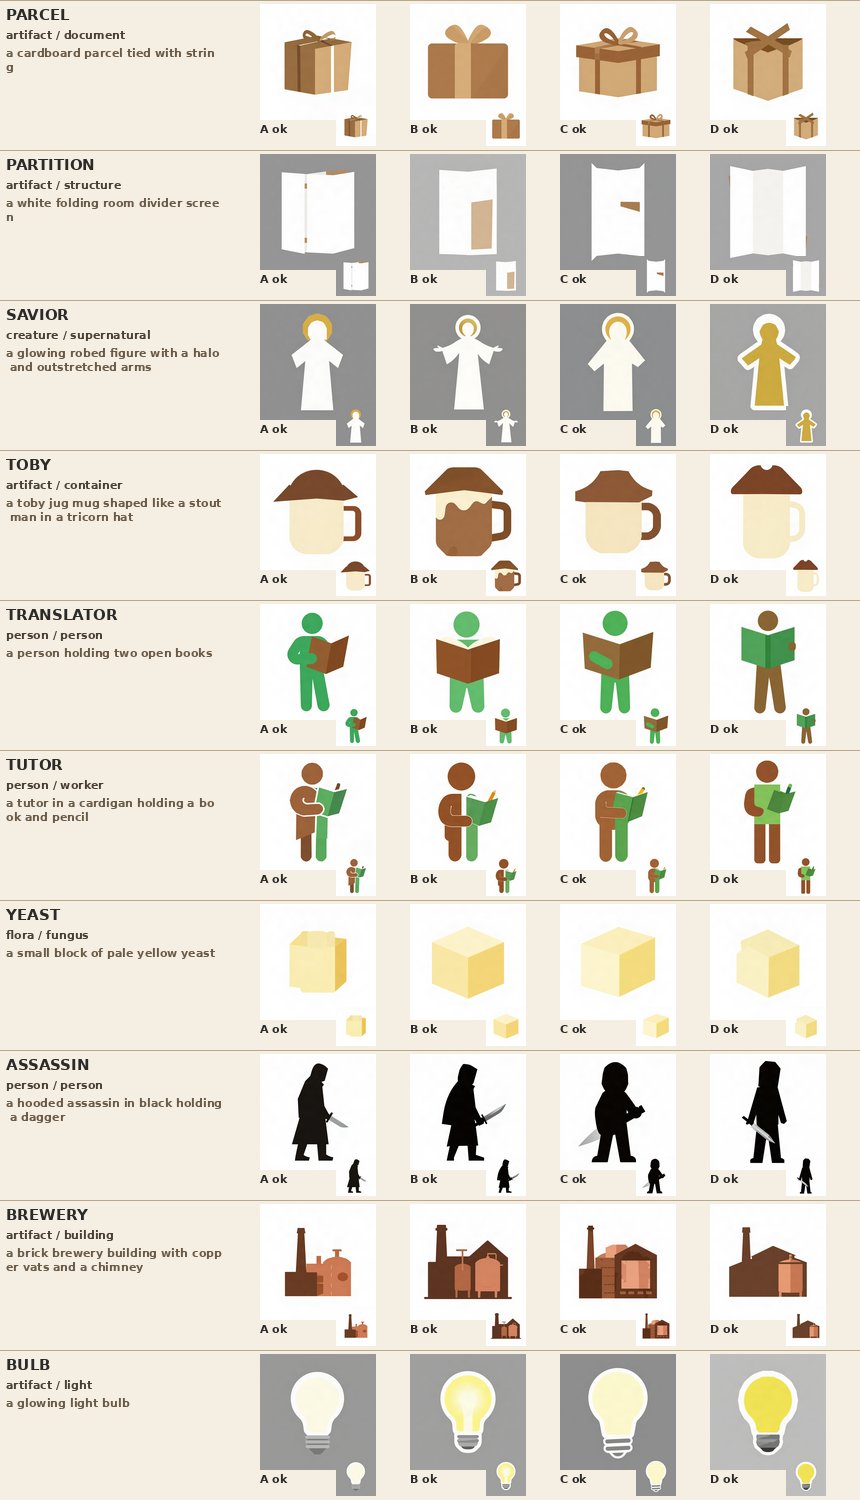 PARCEL
artifact / document
a cardboard parcel tied with strin
g
A ok
B ok
C ok
D ok
PARTITION
artifact / structure
a white folding room divider scree
n
A ok
B ok
C ok
D ok
SAVIOR
creature / supernatural
a glowing robed figure with a halo
and outstretched arms
A ok
B ok
C ok
D ok
TOBY
artifact / container
a toby jug mug shaped like a stout
man in a tricorn hat
A ok
B ok
C ok
D ok
TRANSLATOR
person / person
a person holding two open books
A ok
B ok
C ok
D ok
TUTOR
person / worker
a tutor in a cardigan holding a bo
ok and pencil
A ok
B ok
C ok
D ok
YEAST
flora / fungus
a small block of pale yellow yeast
A ok
B ok
C ok
D ok
ASSASSIN
person / person
a hooded assassin in black holding
a dagger
A ok
B ok
C ok
D ok
BREWERY
artifact / building
a brick brewery building with copp
er vats and a chimney
A ok
B ok
C ok
D ok
BULB
artifact / light
a glowing light bulb
A ok
B ok
C ok
D ok